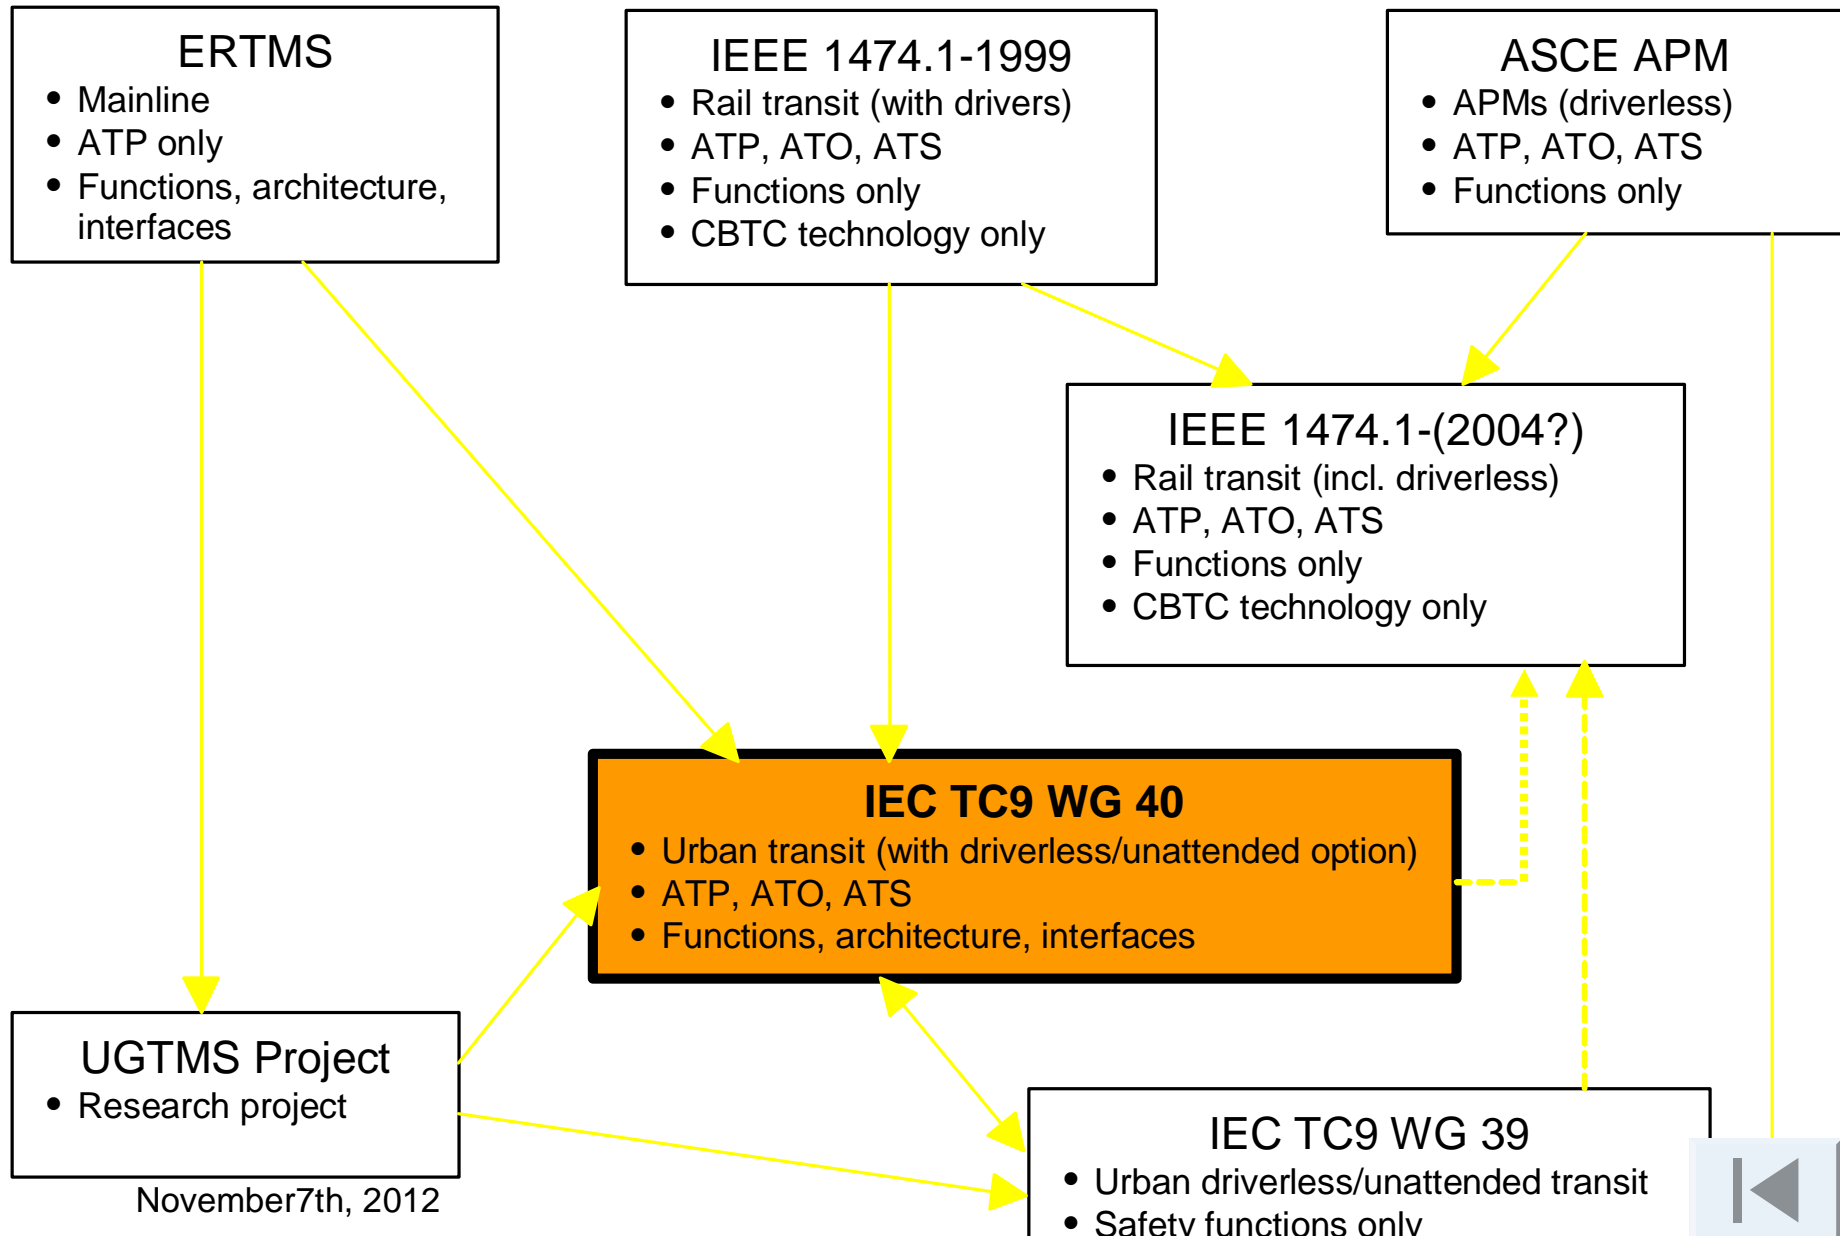 ERTMS
• Mainline
• ATP only
• Functions, architecture,
interfaces
IEEE 1474.1-1999
• Rail transit (with drivers)
• ATP, ATO, ATS
• Functions only
• CBTC technology only
ASCE APM
• APMs (driverless)
• ATP, ATO, ATS
• Functions only
IEEE 1474.1-(2004?)
• Rail transit (incl. driverless)
• ATP, ATO, ATS
• Functions only
• CBTC technology only
IEC TC9 WG 40
• Urban transit (with driverless/unattended option)
• ATP, ATO, ATS
• Functions, architecture, interfaces
UGTMS Project
• Research project
IEC TC9 WG 39
• Urban driverless/unattended transit
• Safety functions only
November7th, 2012